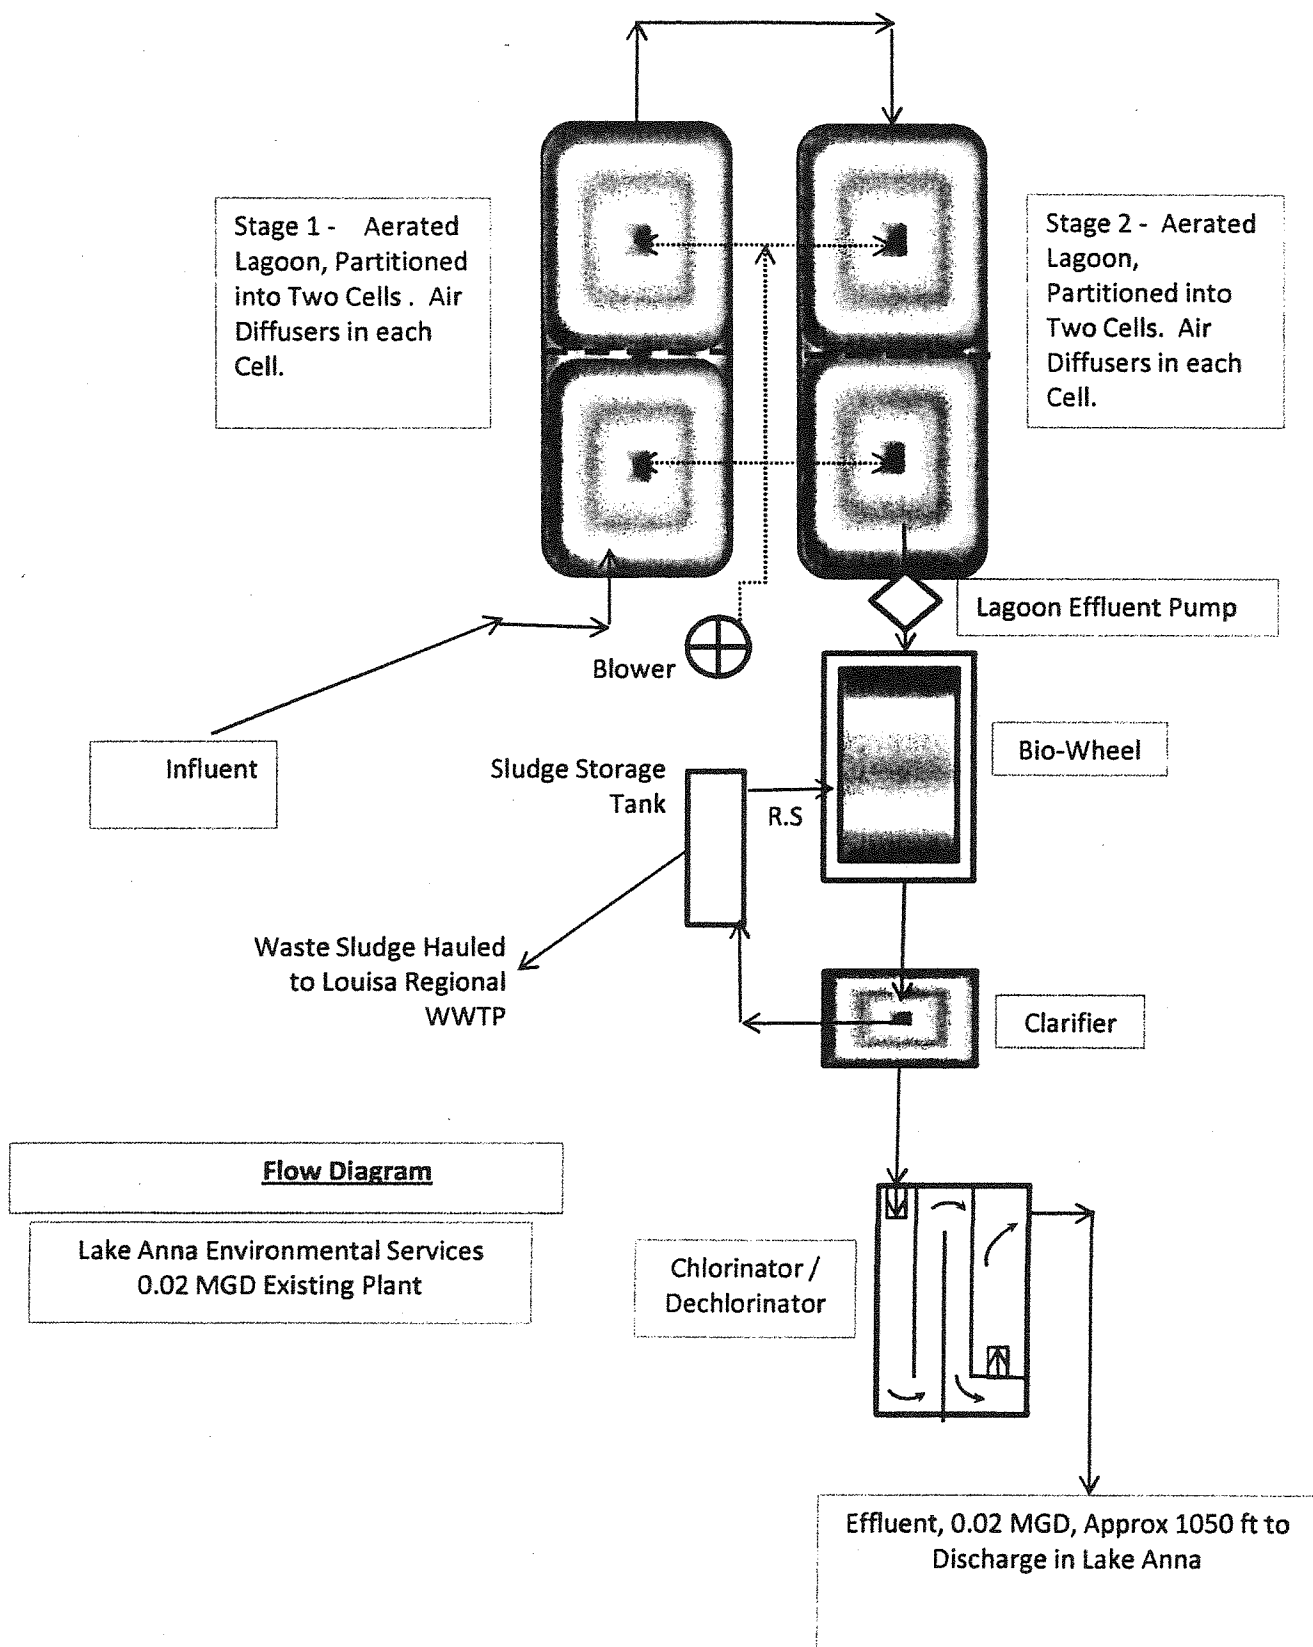 Stage 1 - Aerated
Lagoon, Partitioned
into Two Cells . Air
Diffusers in each
Cell.
Stage 2 - Aerated
Lagoon,
Partitioned into
Two Cells. Air
Diffusers in each
Cell.
Lagoon Effluent Pump
Blower
Influent
Sludge Storage
Tank
R.S
Bio-Wheel
Waste Sludge Hauled
to Louisa Regional
WWTP
Clarifier
Flow Diagram
Lake Anna Environmental Services
0.02 MGD Existing Plant
Chlorinator /
Dechlorinator
Effluent, 0.02 MGD, Approx 1050 ft to
Discharge in Lake Anna